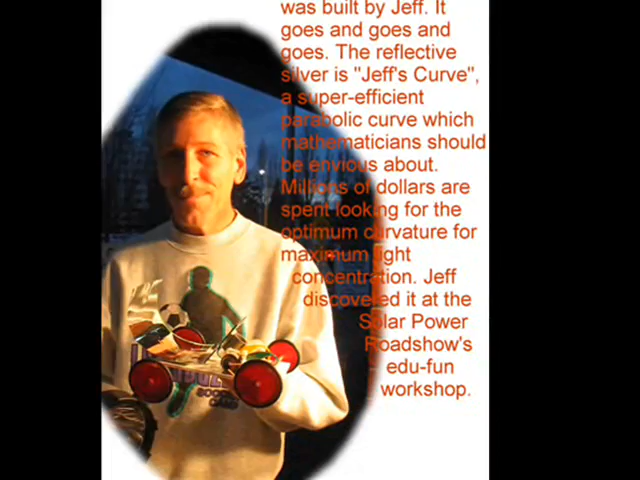 was built by Jeff. It
goes and goes and
goes. The reflective
silver is "Jeff's Curve",
a super-efficient
parabolic curve which
mathematicians should
be envious about.
Millions of dollars are
spent looking for the
optimum curvature for
maximum light
concentration. Jeff
discovered it at the
Solar Power
Roadshow's
edu-fun
workshop.